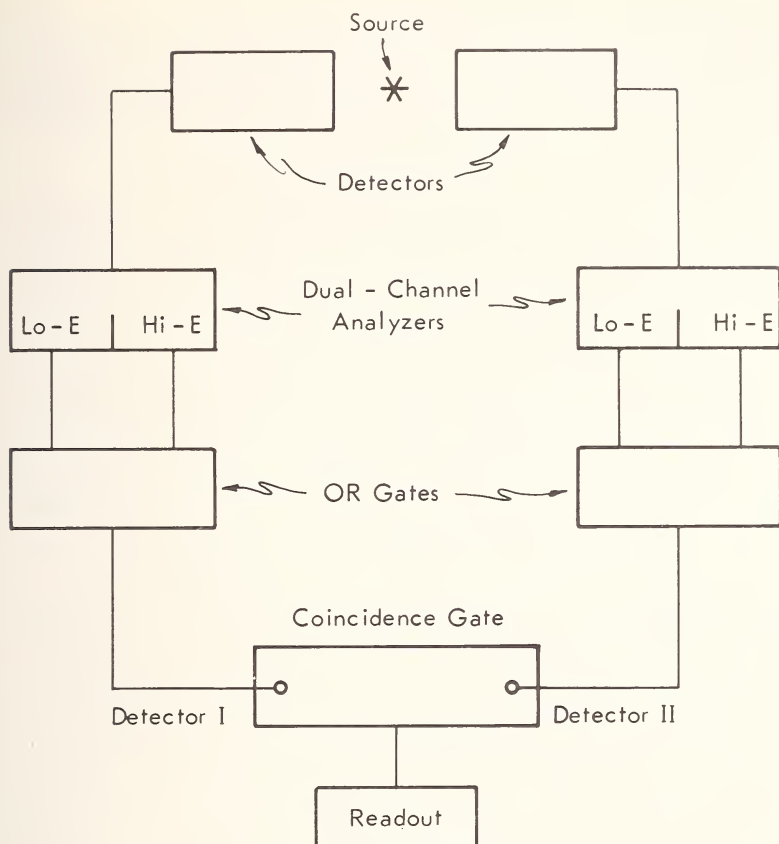 Source
Detectors
Dual - Channel
Analyzers
Lo - E
Hi - E
Lo - E
Hi - E
OR Gates
Coincidence Gate
Detector I
Detector II
Readout